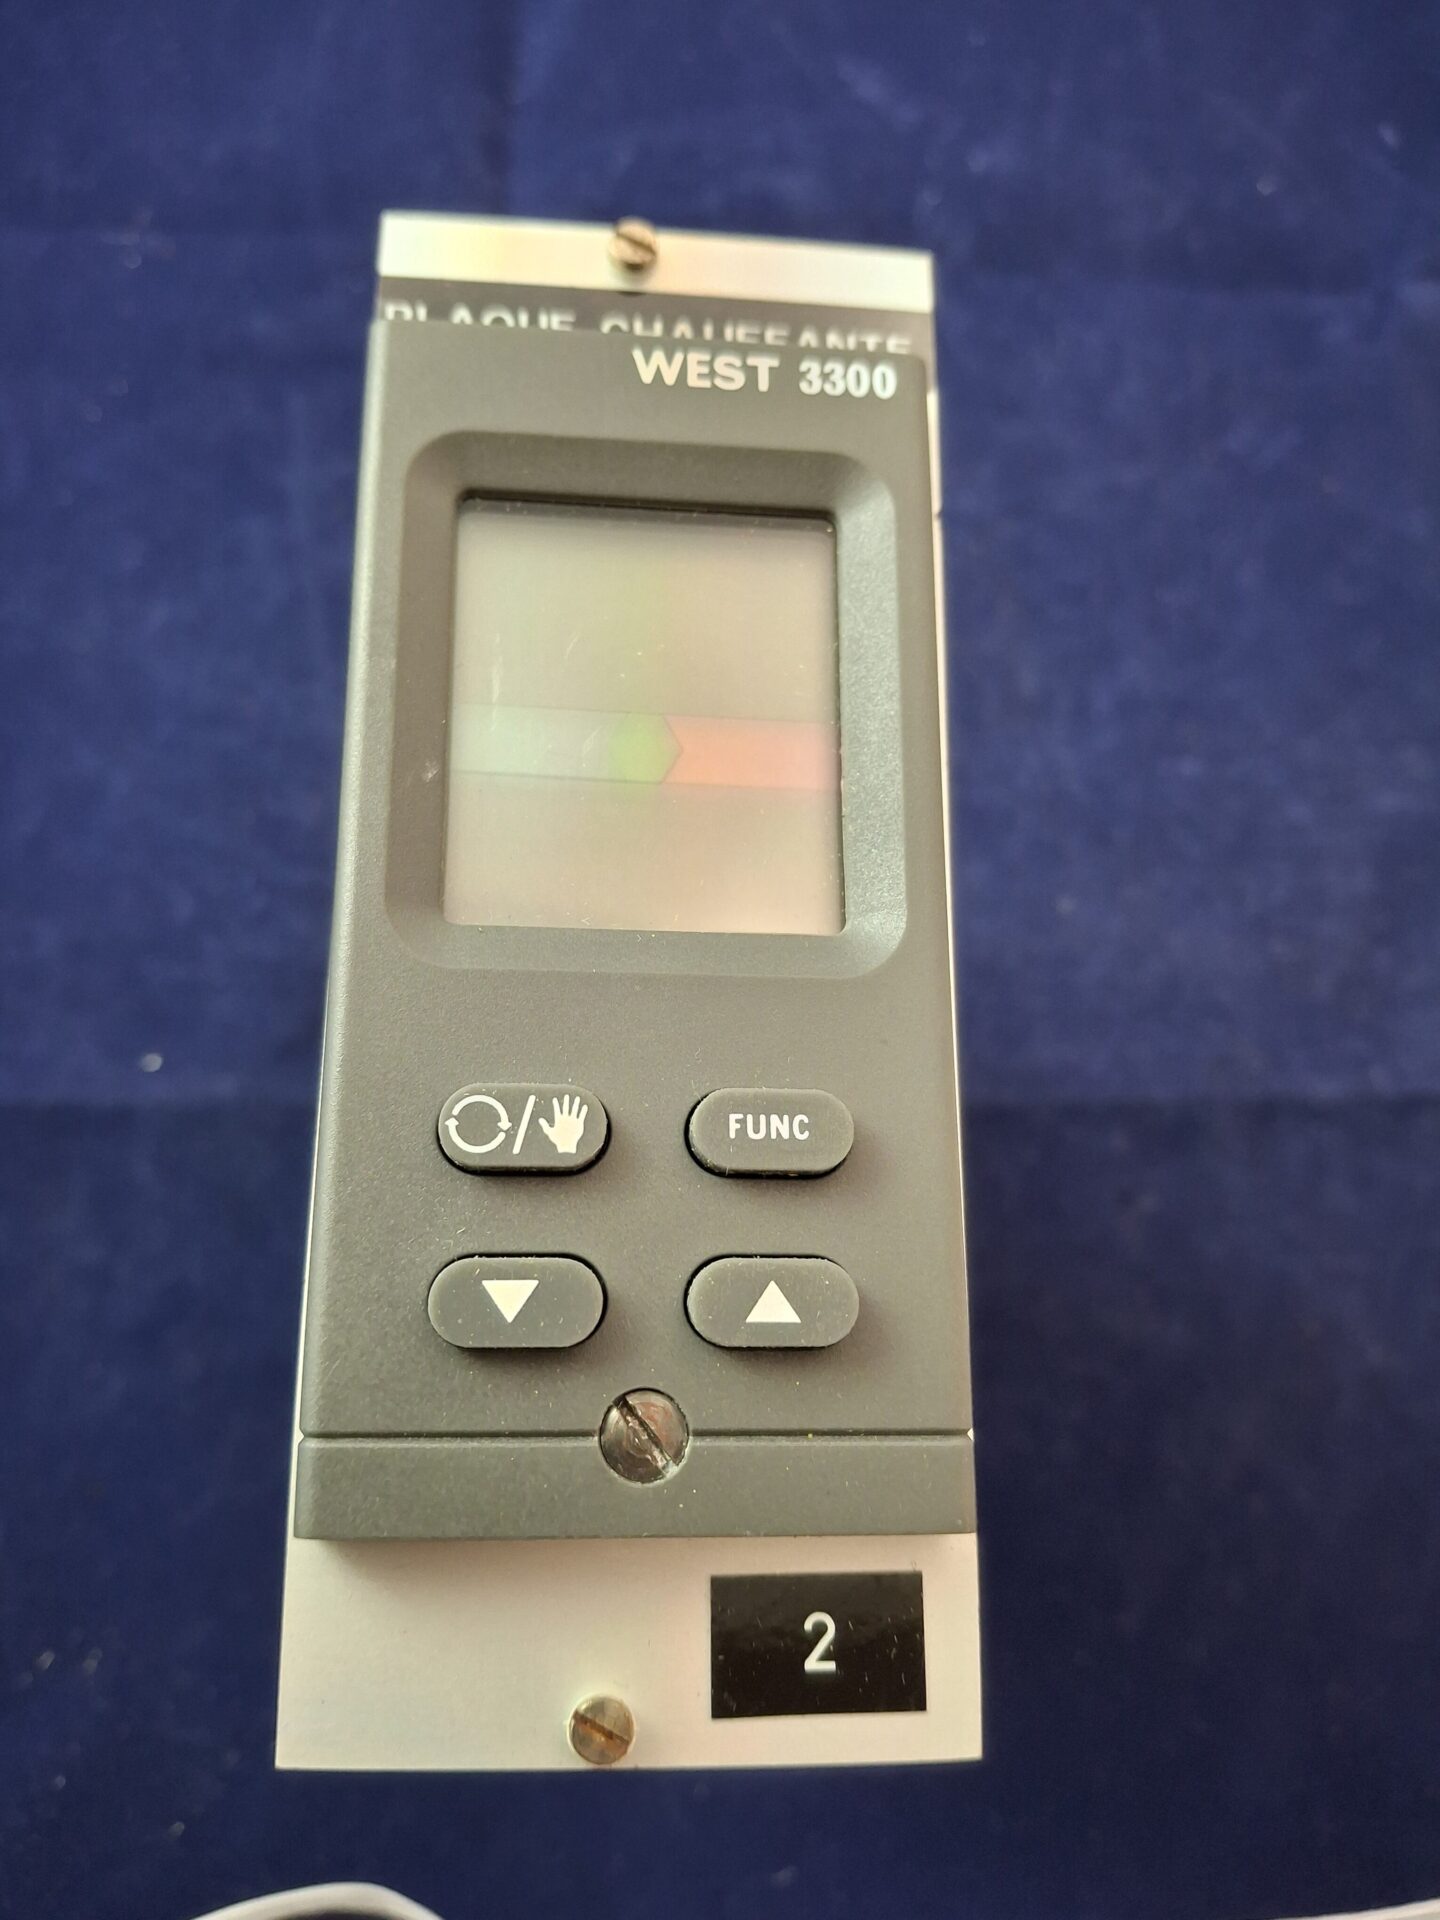 PLAQUE CHAUFFANTE
WEST 3300
FUNC
2